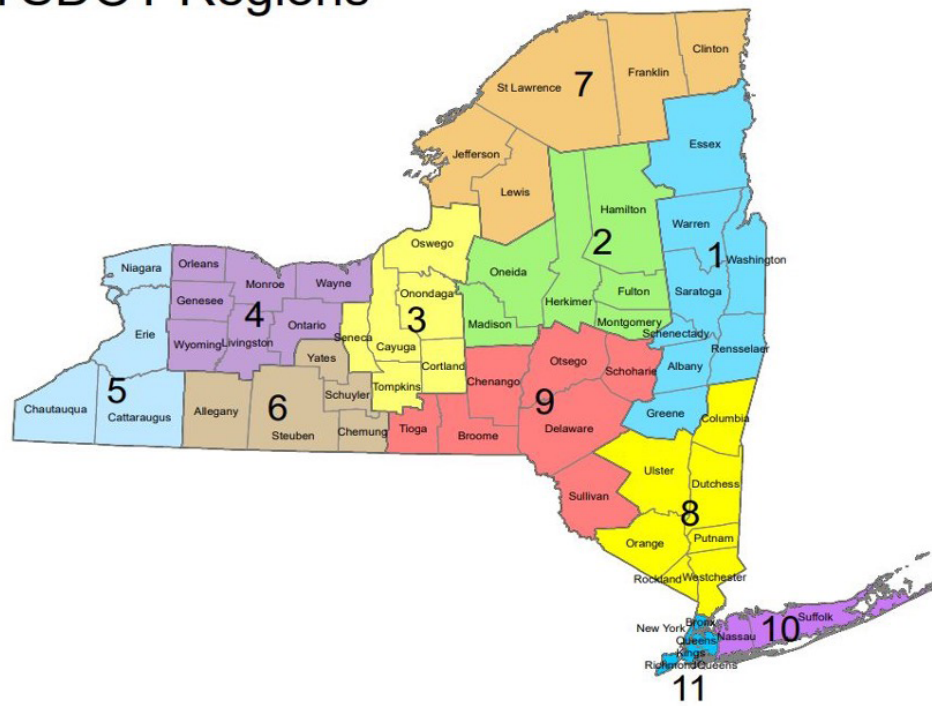 Regions
Clinton
Franklin
St Lawrence
7
Essex
Jefferson
Lewis
Hamilton
Warren
Oswego
2
1
Washington
Niagara
Orleans
Oneida
Monroe
Wayne
Onondaga
Saratoga
Fulton
Genesee
Herkimer
4
3
Ontario
Madison
Montgomery
Erie
Seneca
Schenectady
Wyoming
Livingston
Cayuga
Rensselaer
Yates
Otsego
Cortland
Albany
Schoharie
Chenango
Tompkins
5
Schuyler
9
Chautauqua
Cattaraugus
Allegany
6
Greene
Columbia
Tioga
Delaware
Steuben
Chemung
Broome
Ulster
Dutchess
Sullivan
8
Putnam
Orange
Rockland
Westchester
Suffolk
Bronx
New York
10
Nassau
Queens
Kings
Richmond
Queens
11